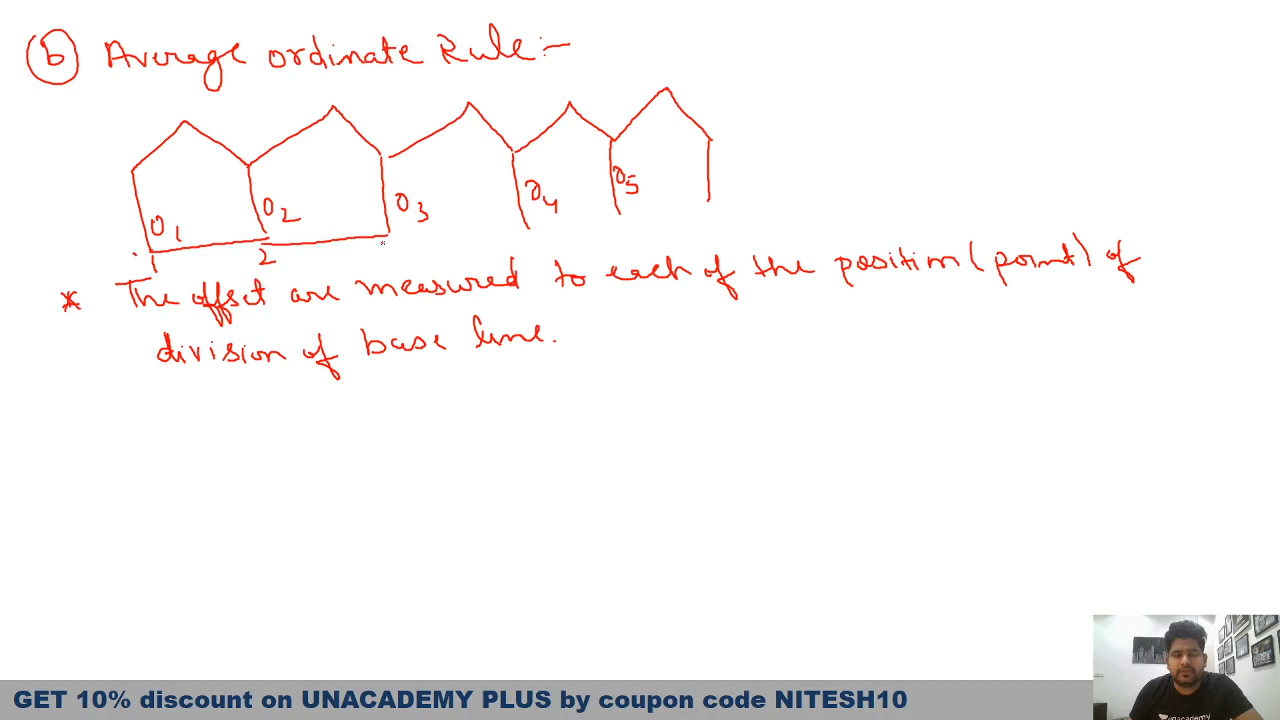 b Average ordinate Rule:-
O1 O2 O3 O4 O5
1 2
* The offset are measured to each of the position (point) of
division of base line.
unacademy
GET 10% discount on UNACADEMY PLUS by coupon code NITESH10